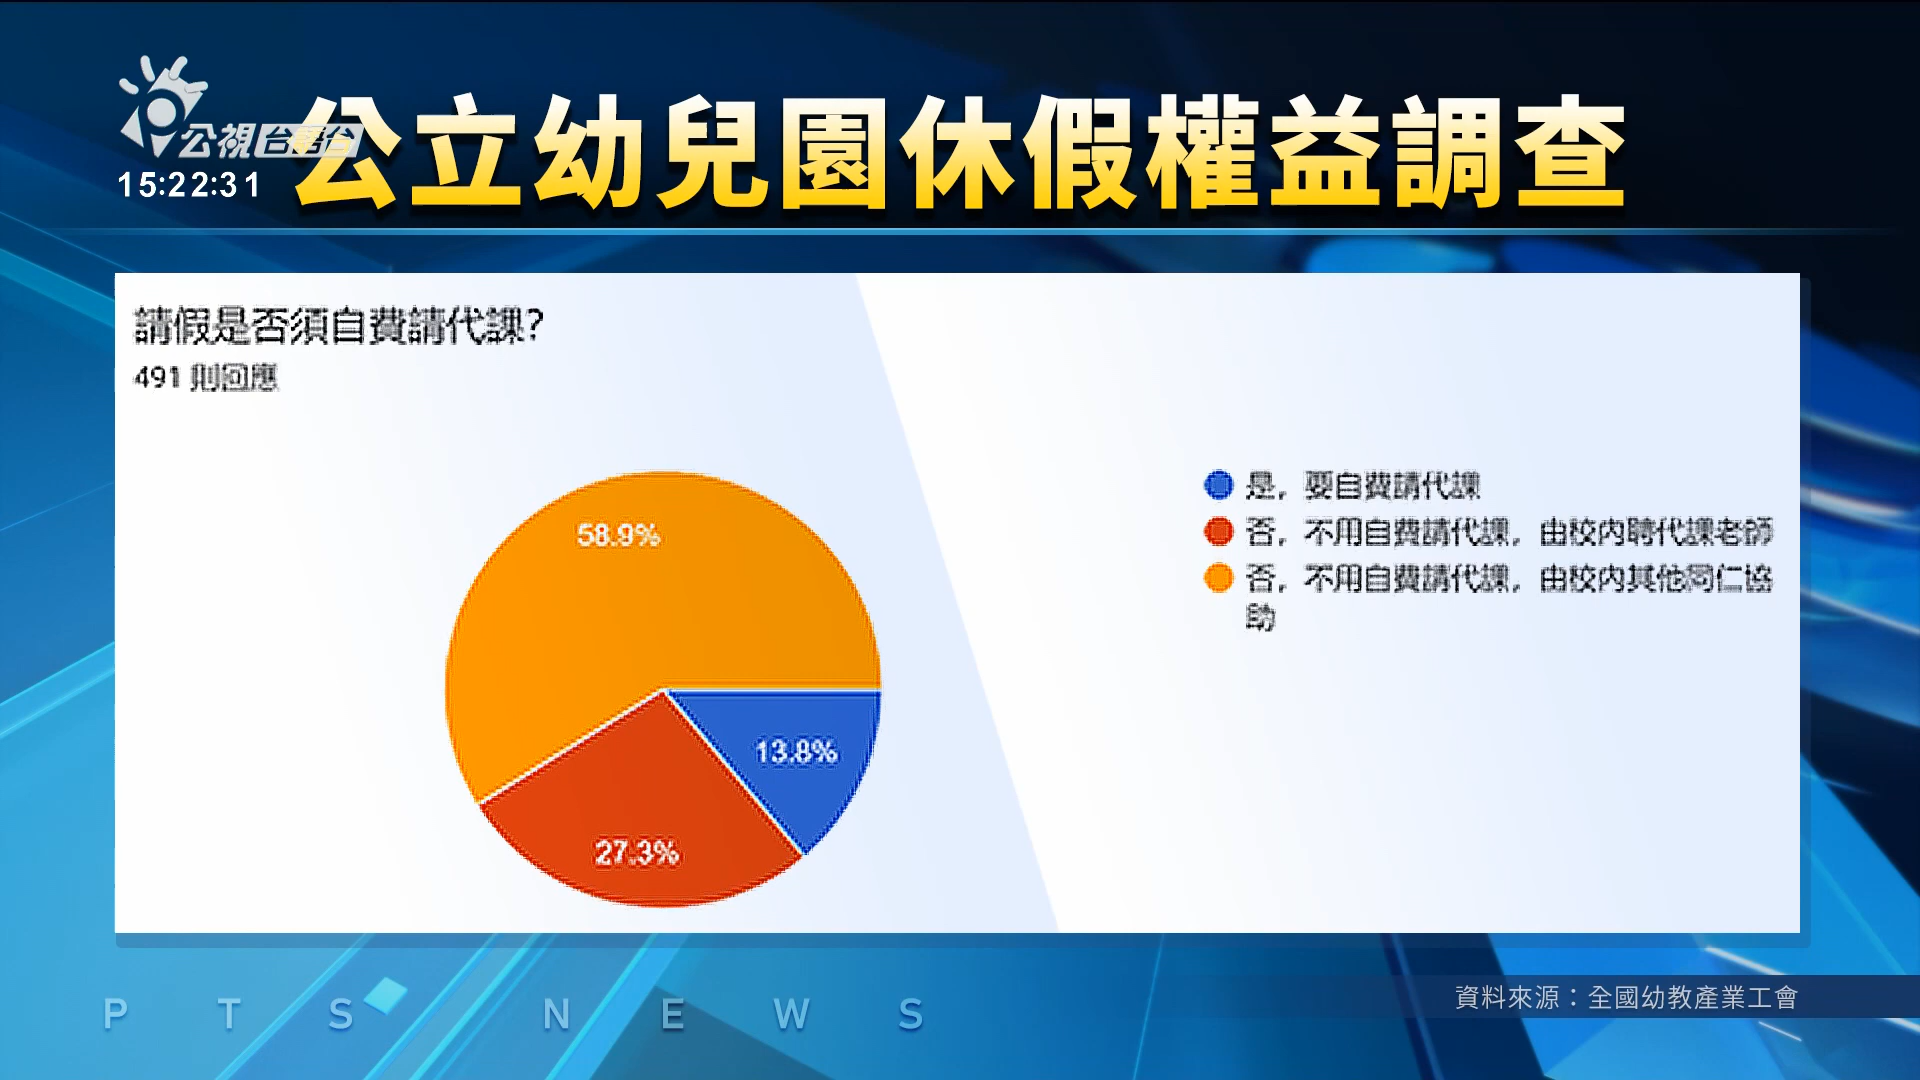 公視台語台
15:22:31
公立幼兒園休假權益調查
請假是否須自費請代課?
491 則回應
58.9%
13.8%
27.3%
是，要自費請代課
否，不用自費請代課，由校內聘代課老師
否，不用自費請代課，由校內其他同仁協
助
PTS NEWS
資料來源：全國幼教產業工會